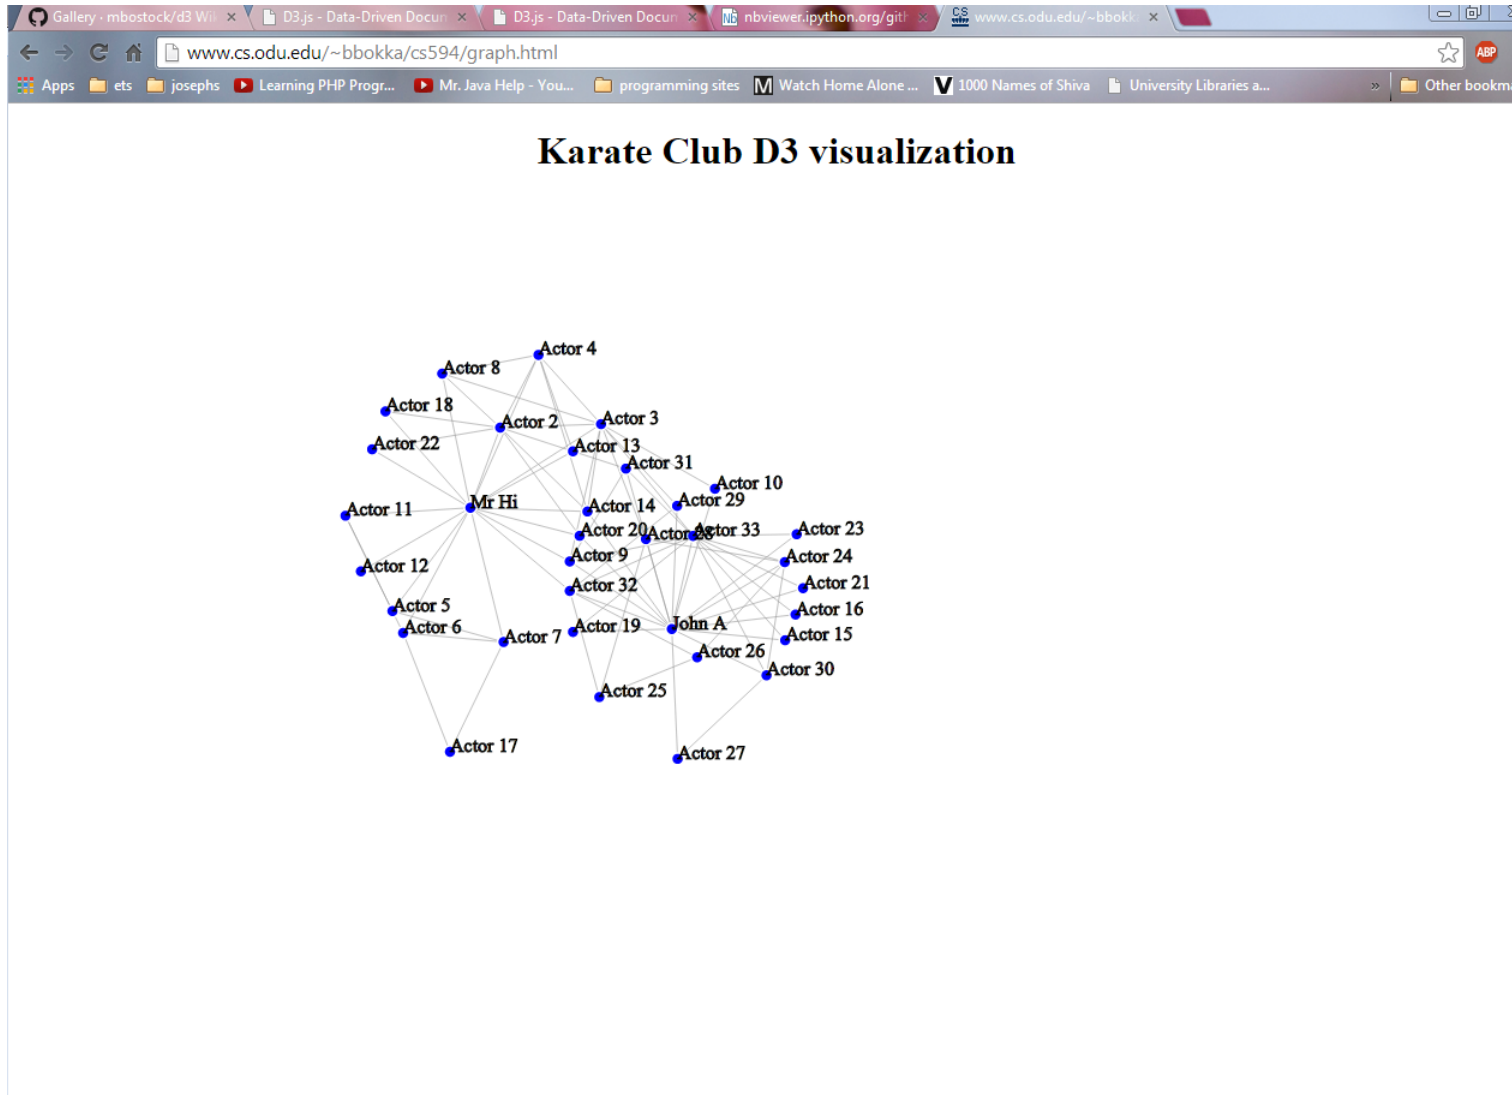 Gallery · mbostock/d3 Wik
D3.js - Data-Driven Docum
D3.js - Data-Driven Docum
nbviewer.ipython.org/gith
www.cs.odu.edu/~bbokk
www.cs.odu.edu/~bbokka/cs594/graph.html
ABP
Apps ets josephs Learning PHP Progr... Mr. Java Help - You... programming sites Watch Home Alone ... 1000 Names of Shiva University Libraries a... » Other bookma
Karate Club D3 visualization
Actor 4
Actor 8
Actor 18
Actor 2
Actor 3
Actor 22
Actor 13
Actor 31
Actor 10
Mr Hi
Actor 29
Actor 11
Actor 14
Actor 20
Actor 28
Actor 33
Actor 23
Actor 9
Actor 24
Actor 12
Actor 32
Actor 21
Actor 5
Actor 16
Actor 6
Actor 7
Actor 19
John A
Actor 15
Actor 26
Actor 30
Actor 25
Actor 17
Actor 27